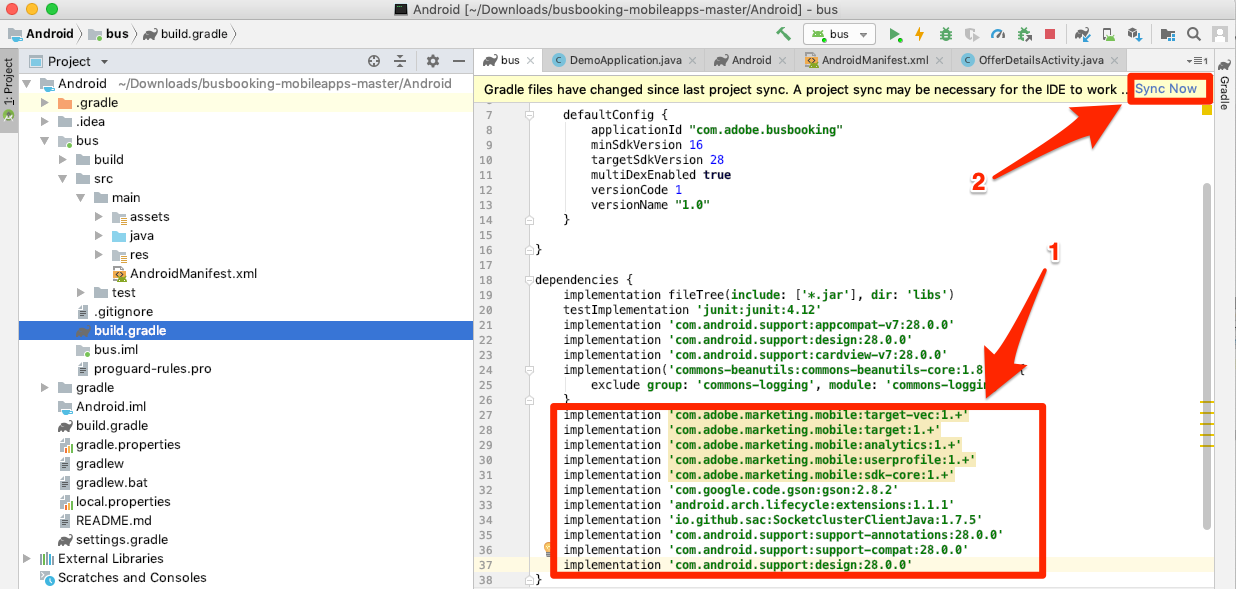 Android [~/Downloads/busbooking-mobileapps-master/Android] - bus
Android bus build.gradle
bus
Project
bus DemoApplication.java Android AndroidManifest.xml OfferDetailsActivity.java 1
1: Project
Gradle
Android ~/Downloads/busbooking-mobileapps-master/Android
.gradle
.idea
bus
build
src
main
assets
java
res
AndroidManifest.xml
test
.gitignore
build.gradle
bus.iml
proguard-rules.pro
gradle
Android.iml
build.gradle
gradle.properties
gradlew
gradlew.bat
local.properties
README.md
settings.gradle
External Libraries
Scratches and Consoles
Gradle files have changed since last project sync. A project sync may be necessary for the IDE to work ... Sync Now
2
1
7 defaultConfig {
8 applicationId "com.adobe.busbooking"
9 minSdkVersion 16
10 targetSdkVersion 28
11 multiDexEnabled true
12 versionCode 1
13 versionName "1.0"
14 }
15
16 }
17
18 dependencies {
19 implementation fileTree(include: ['*.jar'], dir: 'libs')
20 testImplementation 'junit:junit:4.12'
21 implementation 'com.android.support:appcompat-v7:28.0.0'
22 implementation 'com.android.support:design:28.0.0'
23 implementation 'com.android.support:cardview-v7:28.0.0'
24 implementation('commons-beanutils:commons-beanutils-core:1.8 {
25 exclude group: 'commons-logging', module: 'commons-loggin
26 }
27 implementation 'com.adobe.marketing.mobile:target-vec:1.+'
28 implementation 'com.adobe.marketing.mobile:target:1.+'
29 implementation 'com.adobe.marketing.mobile:analytics:1.+'
30 implementation 'com.adobe.marketing.mobile:userprofile:1.+'
31 implementation 'com.adobe.marketing.mobile:sdk-core:1.+'
32 implementation 'com.google.code.gson:gson:2.8.2'
33 implementation 'android.arch.lifecycle:extensions:1.1.1'
34 implementation 'io.github.sac:SocketclusterClientJava:1.7.5'
35 implementation 'com.android.support:support-annotations:28.0.0'
36 implementation 'com.android.support:support-compat:28.0.0'
37 implementation 'com.android.support:design:28.0.0'
38 }